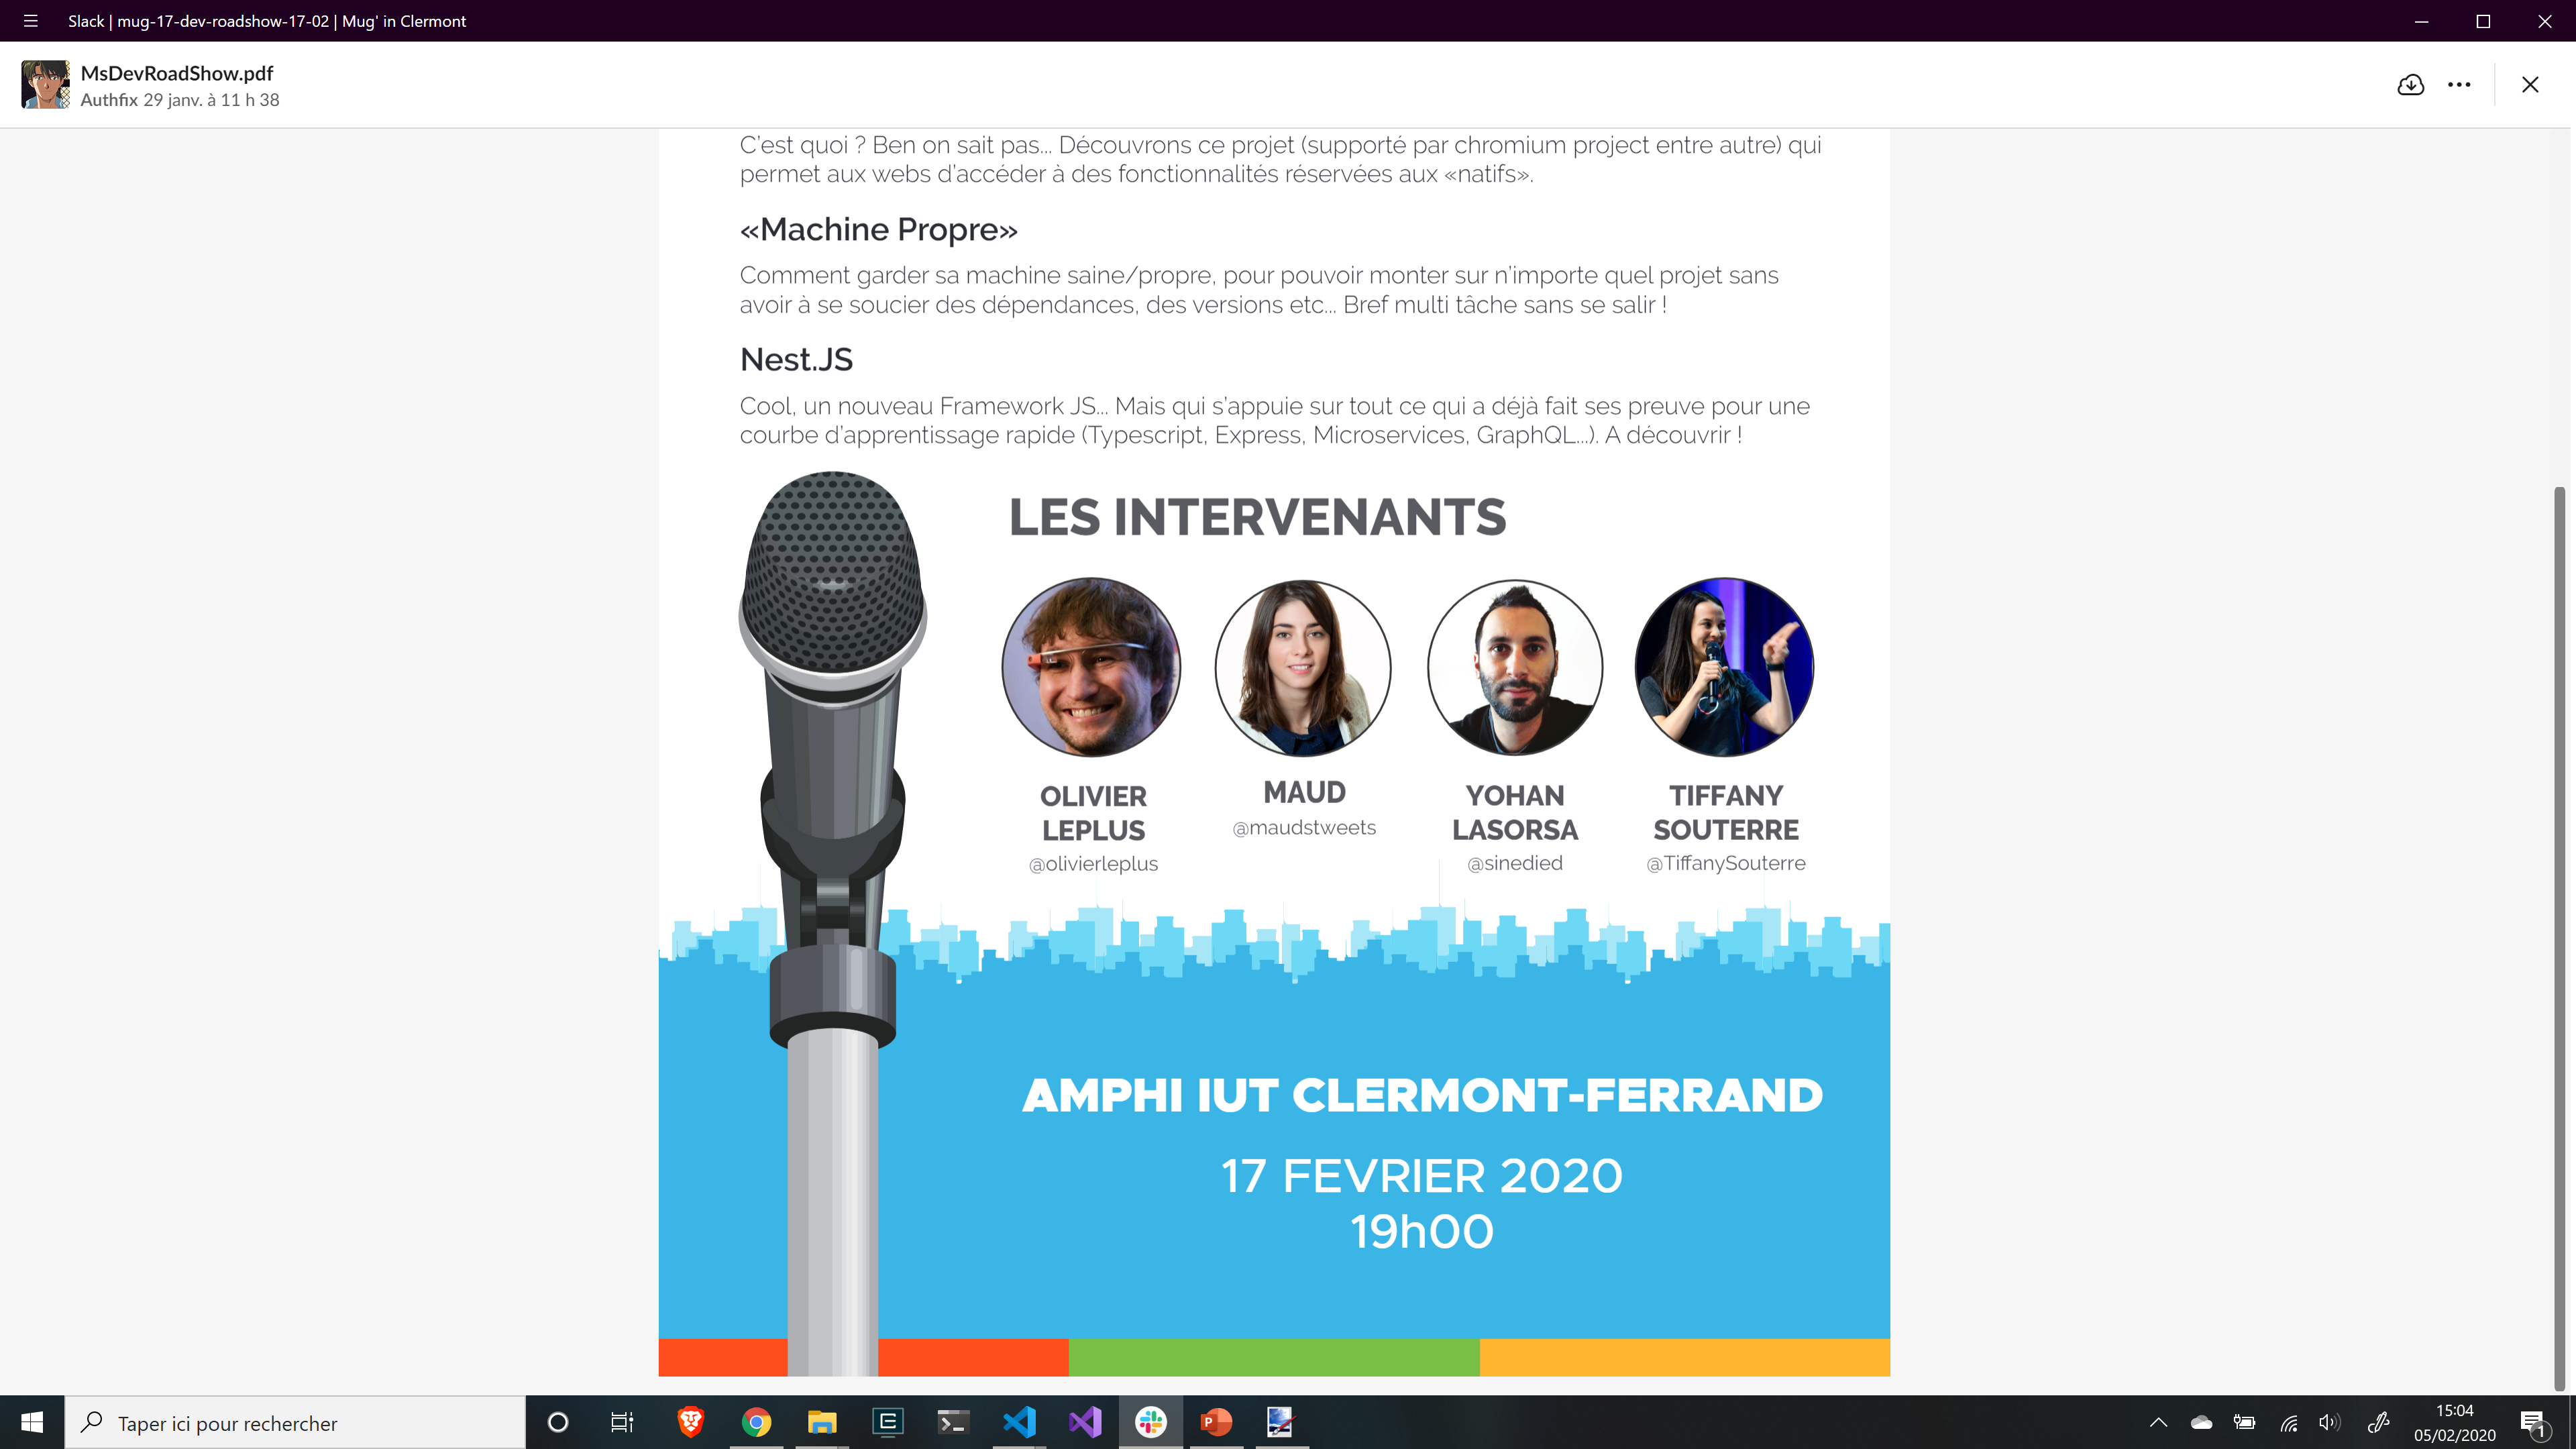 Slack | mug-17-dev-roadshow-17-02 | Mug' in Clermont
MsDevRoadShow.pdf
Authfix 29 janv. à 11 h 38
C'est quoi ? Ben on sait pas... Découvrons ce projet (supporté par chromium project entre autre) qui
permet aux webs d'accéder à des fonctionnalités réservées aux «natifs».
«Machine Propre»
Comment garder sa machine saine/propre, pour pouvoir monter sur n'importe quel projet sans
avoir à se soucier des dépendances, des versions etc... Bref multi tâche sans se salir !
Nest.JS
Cool, un nouveau Framework JS... Mais qui s'appuie sur tout ce qui a déjà fait ses preuve pour une
courbe d'apprentissage rapide (Typescript, Express, Microservices, GraphQL...). A découvrir !
LES INTERVENANTS
OLIVIER
LEPLUS
@olivierleplus
MAUD
@maudstweets
YOHAN
LASORSA
@sinedied
TIFFANY
SOUTERRE
@TiffanySouterre
AMPHI IUT CLERMONT-FERRAND
17 FEVRIER 2020
19h00
Taper ici pour rechercher
15:04
05/02/2020
1